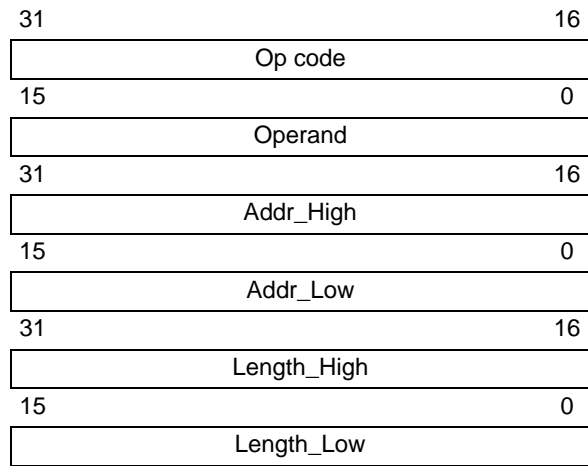 31 16
Op code
15 0
Operand
31 16
Addr_High
15 0
Addr_Low
31 16
Length_High
15 0
Length_Low